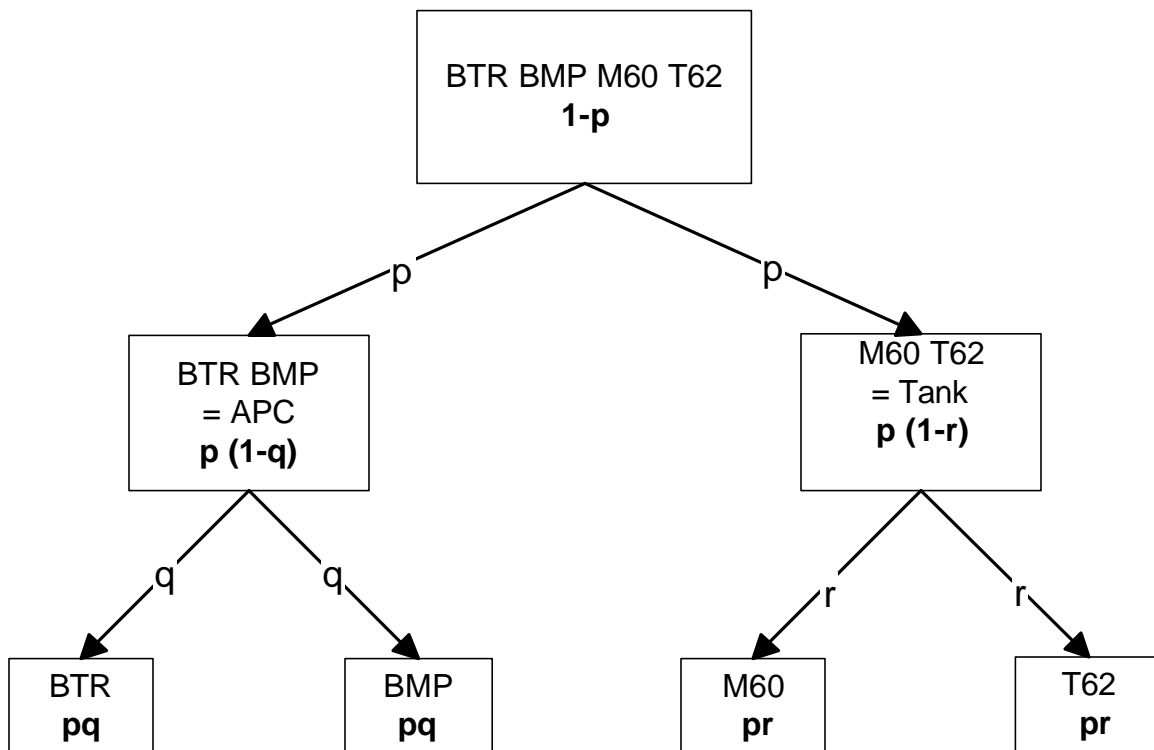 BTR BMP M60 T62
1-p
p
p
BTR BMP
= APC
p (1-q)
M60 T62
= Tank
p (1-r)
q
q
r
r
BTR
pq
BMP
pq
M60
pr
T62
pr